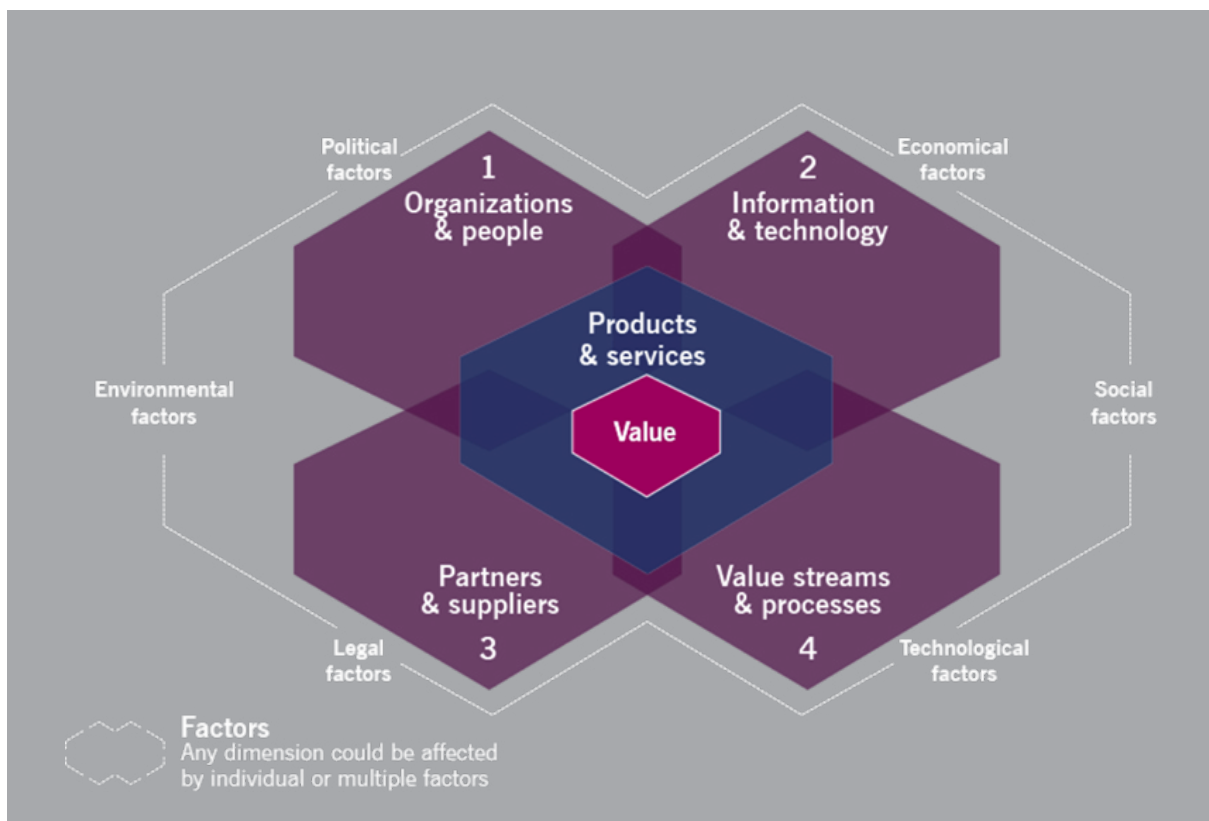 Political
factors
Economical
factors
1
Organizations
& people
2
Information
& technology
Products
& services
Environmental
factors
Value
Social
factors
Partners
& suppliers
3
Value streams
& processes
4
Legal
factors
Technological
factors
Factors
Any dimension could be affected
by individual or multiple factors